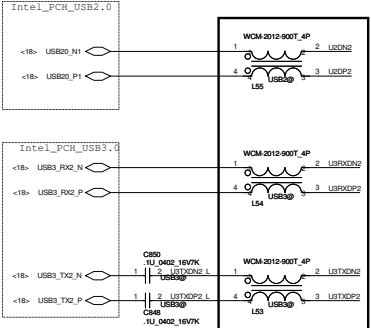 Intel_PCH_USB2.0
WCM-2012-900T_4P
<18> USB20_N1 1 2 U2DN2
<18> USB20_P1 4 3 U2DP2
USB2@
L55
Intel_PCH_USB3.0
WCM-2012-900T_4P
<18> USB3_RX2_N 1 2 U3RXDN2
<18> USB3_RX2_P 4 3 U3RXDP2
USB3@
L54
C850
.1U_0402_16V7K
WCM-2012-900T_4P
<18> USB3_TX2_N 1 2 U3TXDN2_L 1 2 U3TXDN2
USB3@
<18> USB3_TX2_P 1 2 U3TXDP2_L 4 3 U3TXDP2
USB3@ USB3@
C848 L53
.1U_0402_16V7K